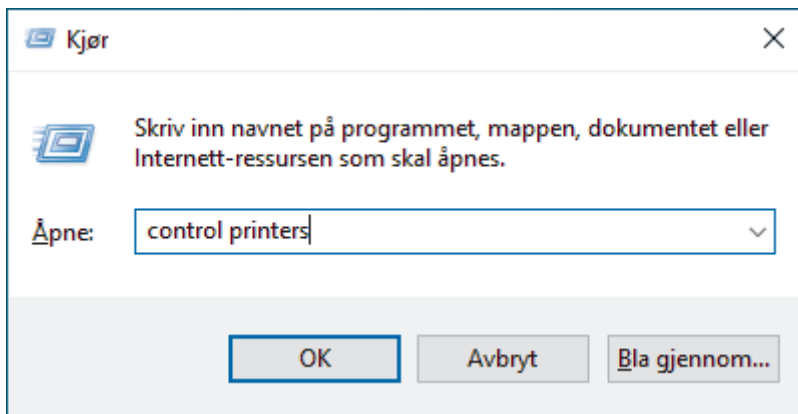 Kjør
Skriv inn navnet på programmet, mappen, dokumentet eller
Internett-ressursen som skal åpnes.
Åpne: control printers
OK Avbryt Bla gjennom...